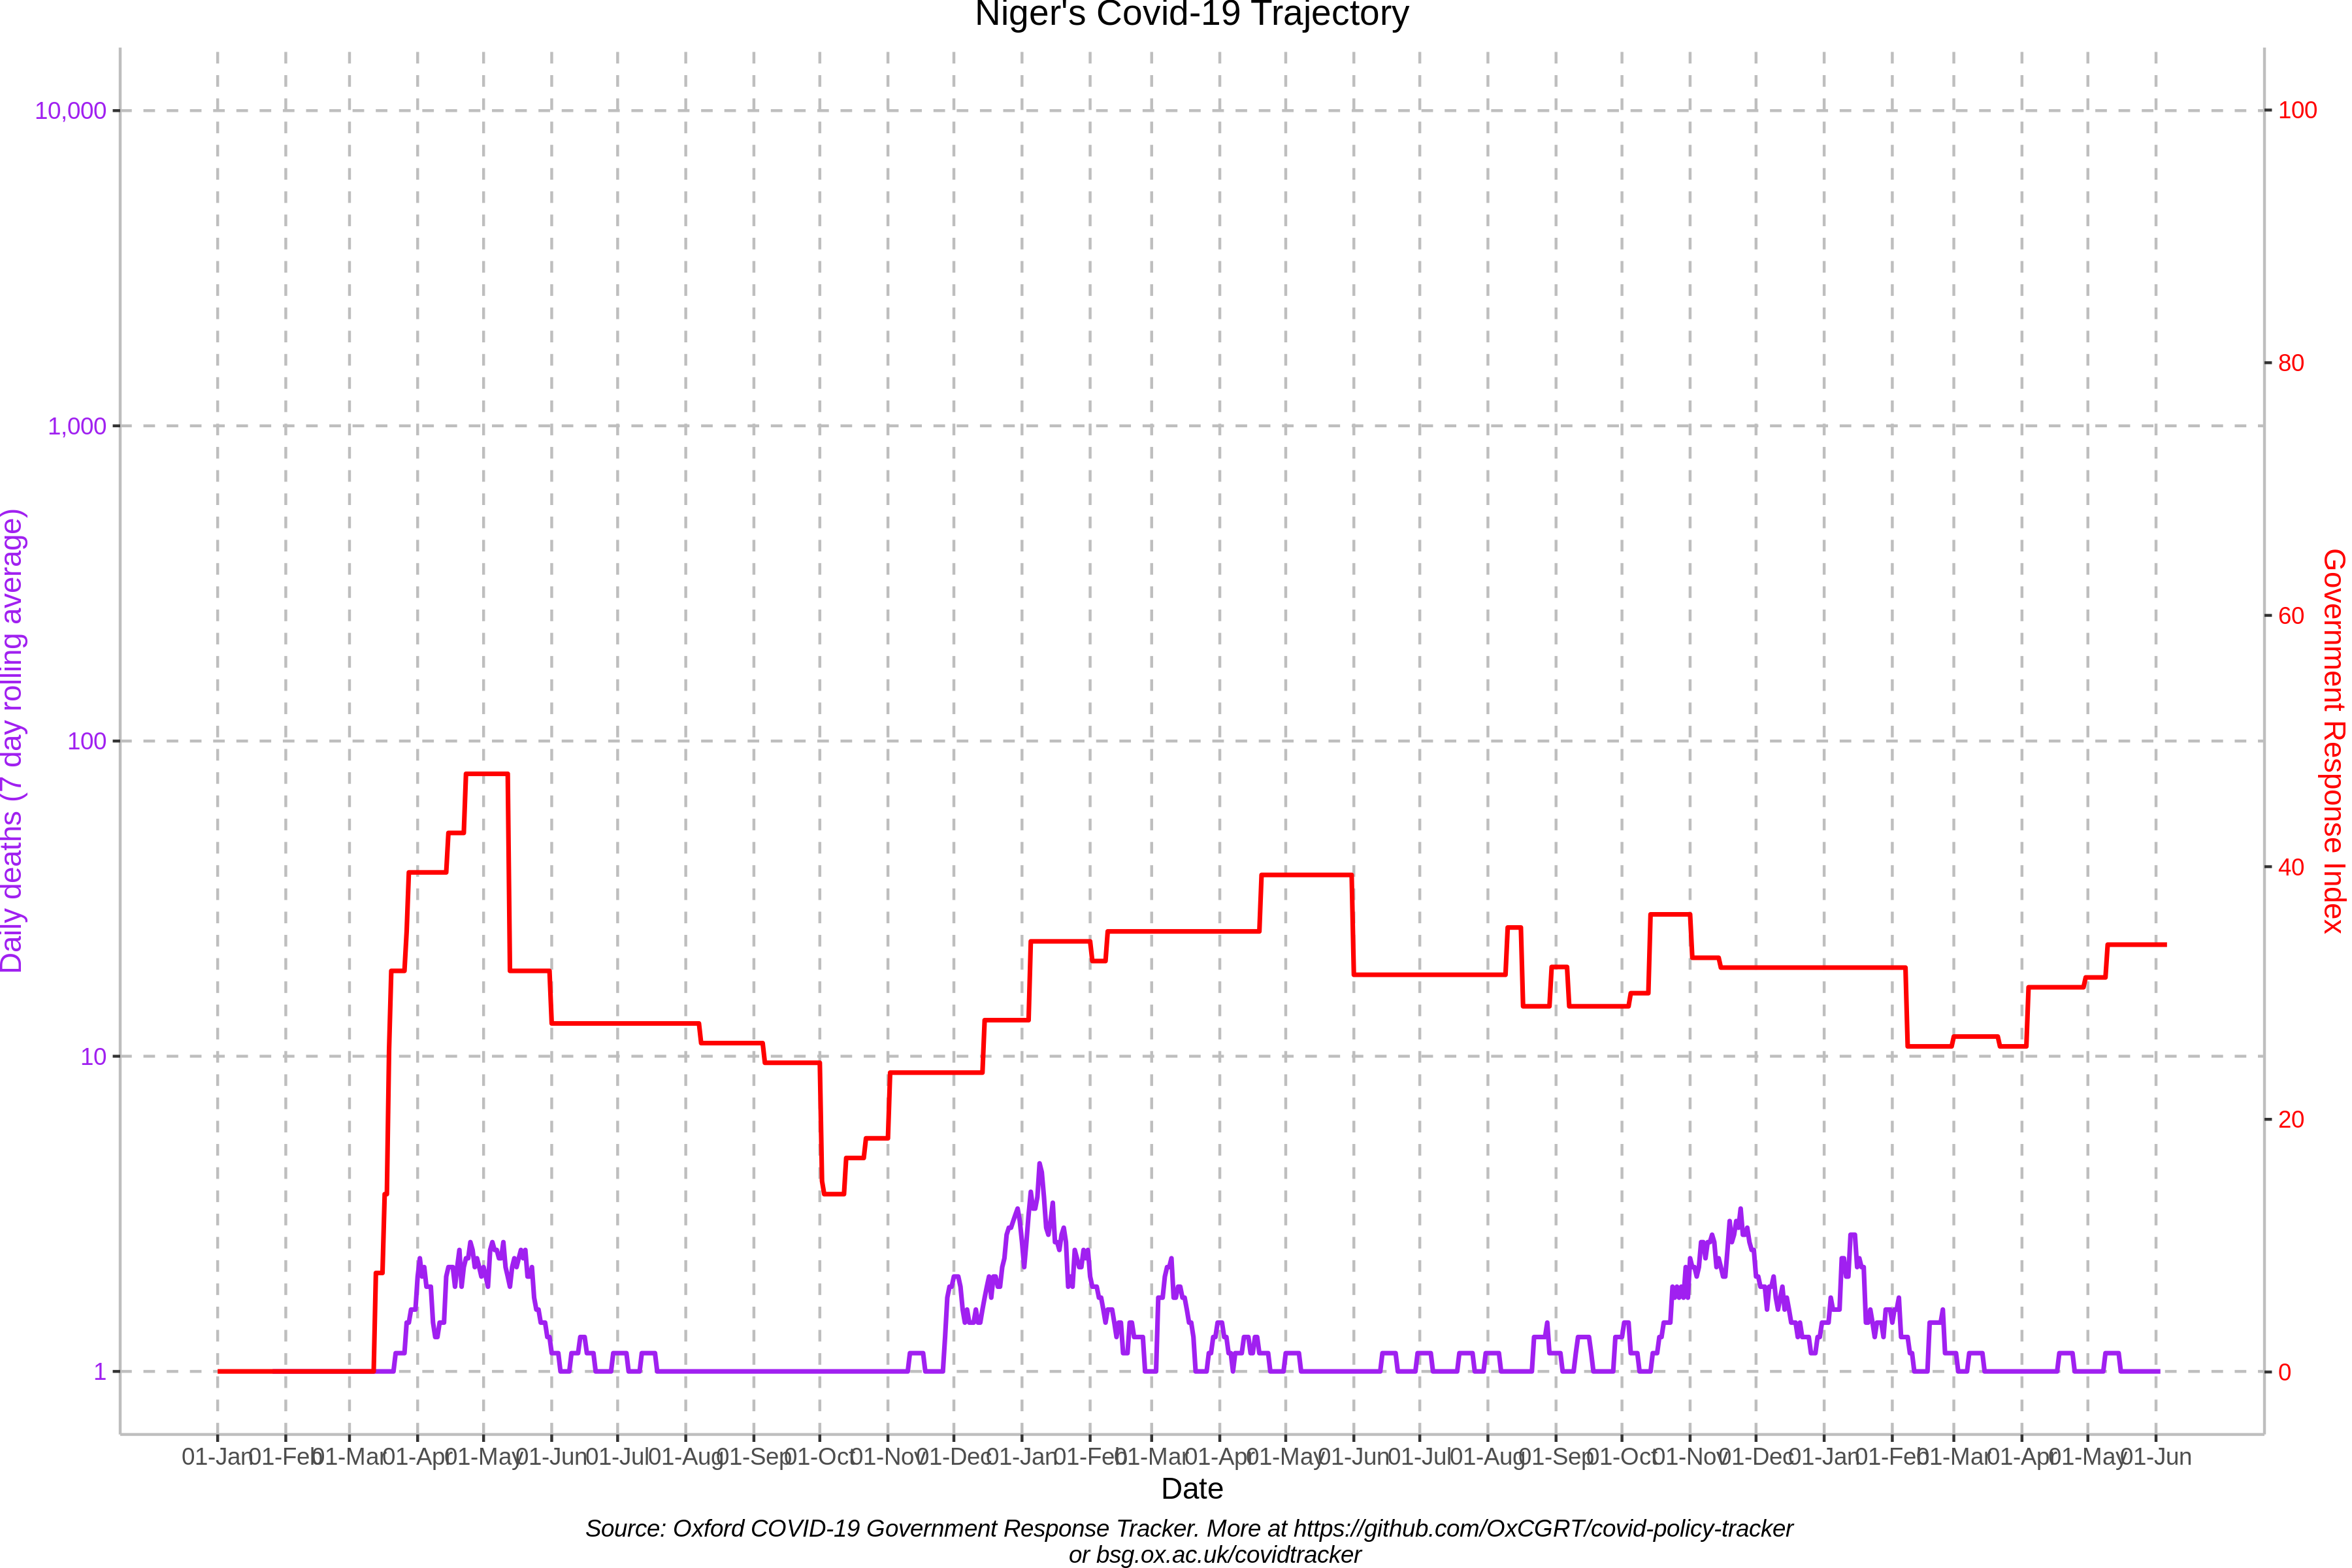 Niger's Covid-19 Trajectory
10,000
1,000
100
10
1
Daily deaths (7 day rolling average)
100
80
60
40
20
0
Government Response Index
01-Jan 01-Feb 01-Mar 01-Apr 01-May 01-Jun 01-Jul 01-Aug 01-Sep 01-Oct 01-Nov 01-Dec 01-Jan 01-Feb 01-Mar 01-Apr 01-May 01-Jun 01-Jul 01-Aug 01-Sep 01-Oct 01-Nov 01-Dec 01-Jan 01-Feb 01-Mar 01-Apr 01-May 01-Jun
Date
Source: Oxford COVID-19 Government Response Tracker. More at https://github.com/OxCGRT/covid-policy-tracker
or bsg.ox.ac.uk/covidtracker